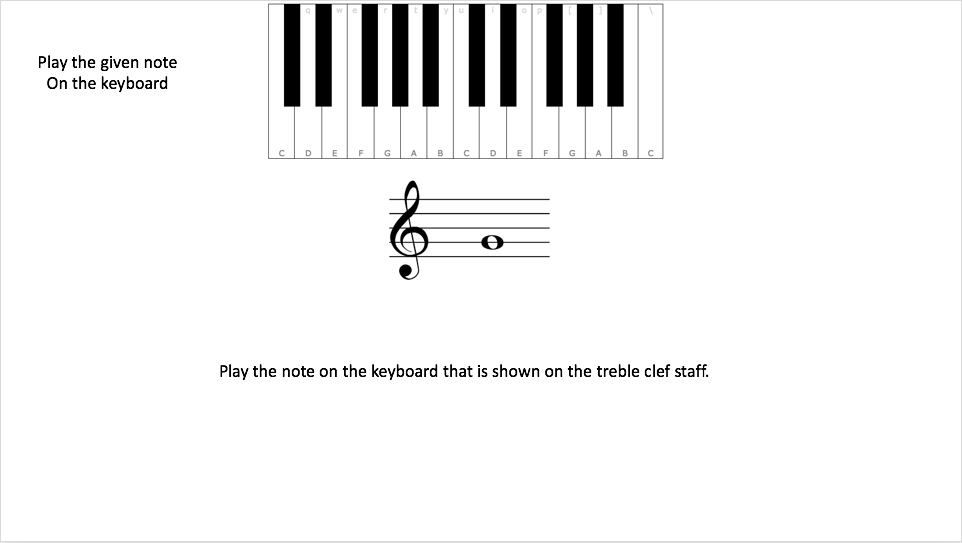 q w e r t y u i o p [ ] \
Play the given note
On the keyboard
C D E F G A B C D E F G A B C
Play the note on the keyboard that is shown on the treble clef staff.